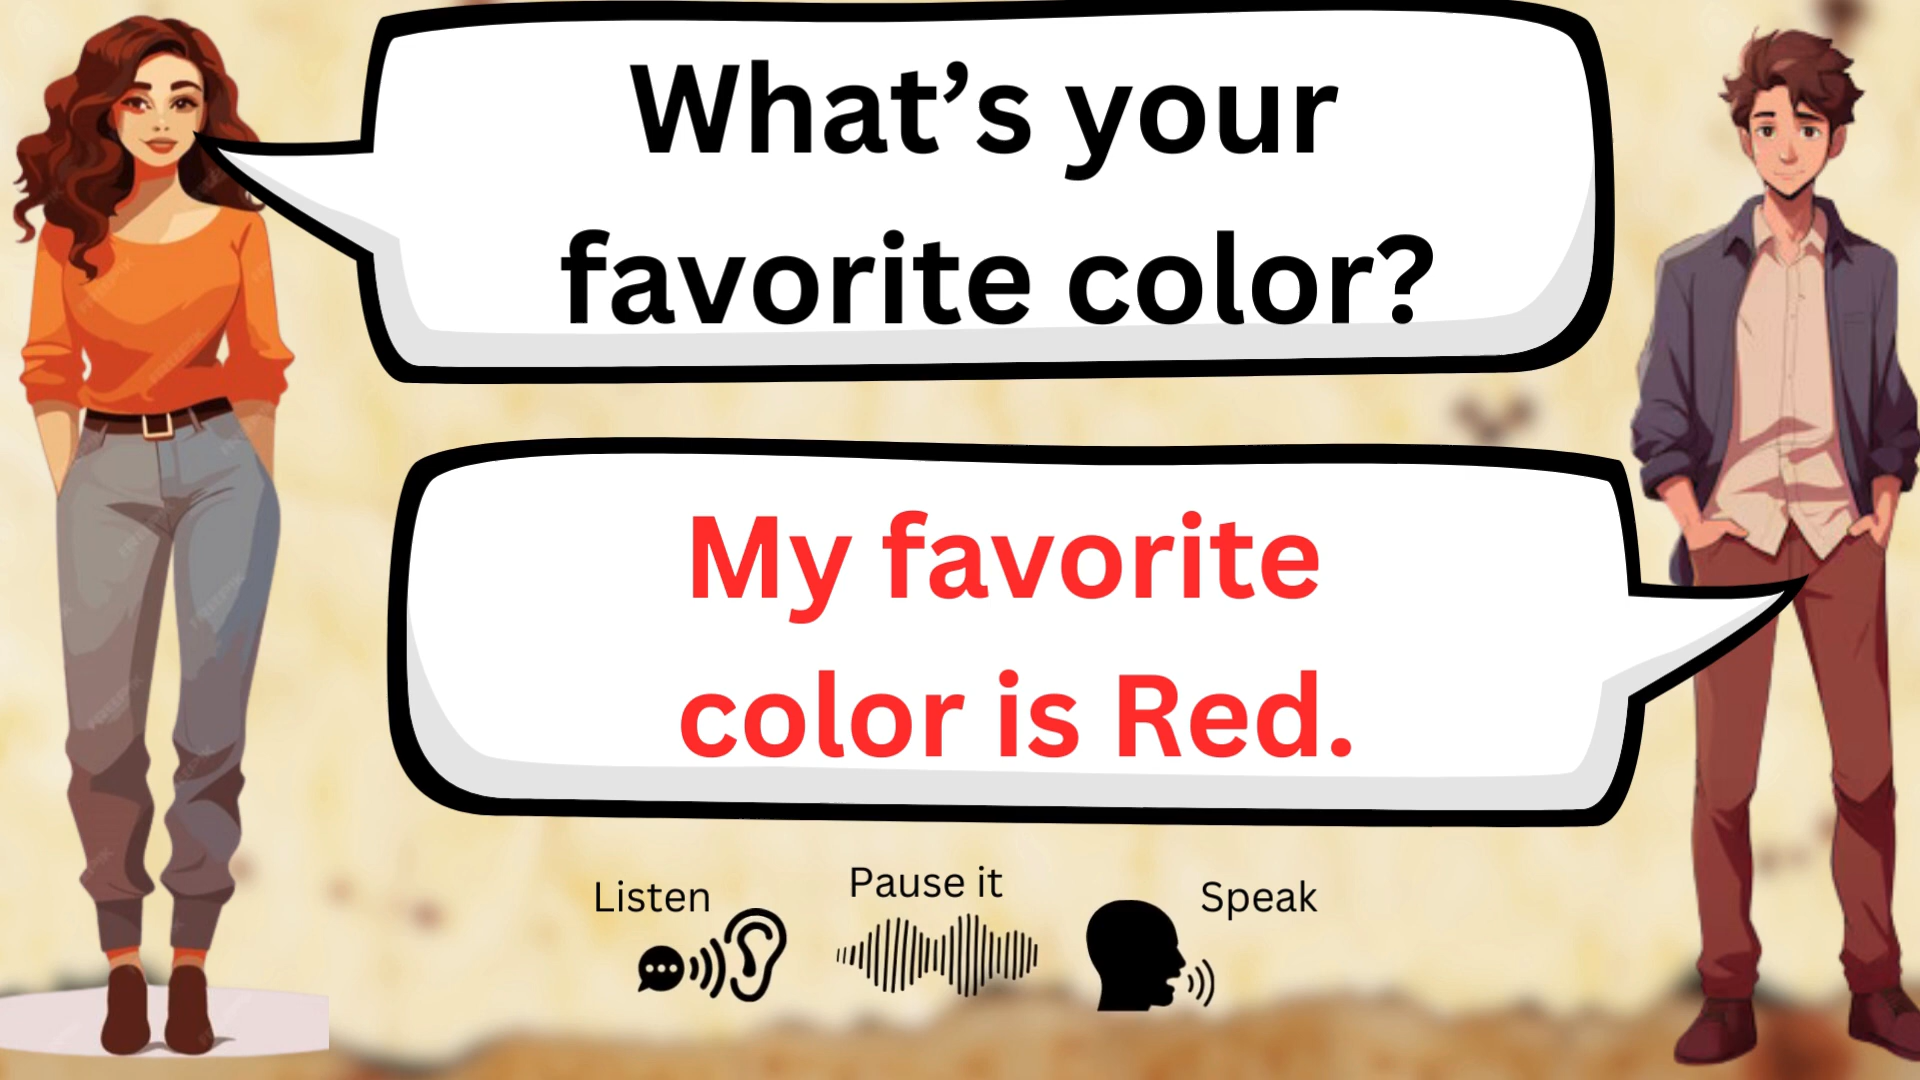 What’s your
favorite color?
My favorite
color is Red.
Listen
Pause it
Speak